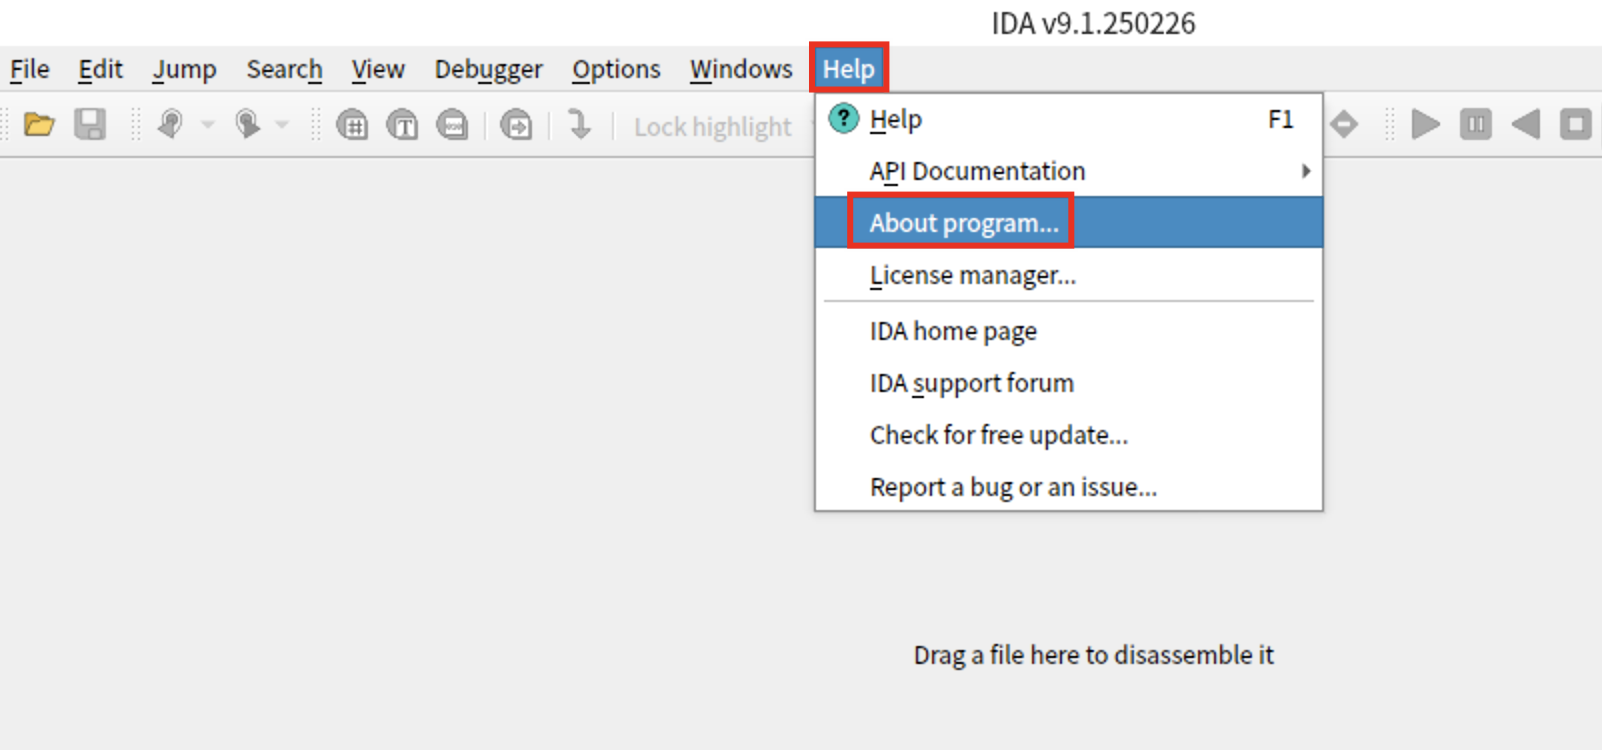 IDA v9.1.250226
File Edit Jump Search View Debugger Options Windows Help
Lock highlight
Help F1
API Documentation
About program...
License manager...
IDA home page
IDA support forum
Check for free update...
Report a bug or an issue...
Drag a file here to disassemble it